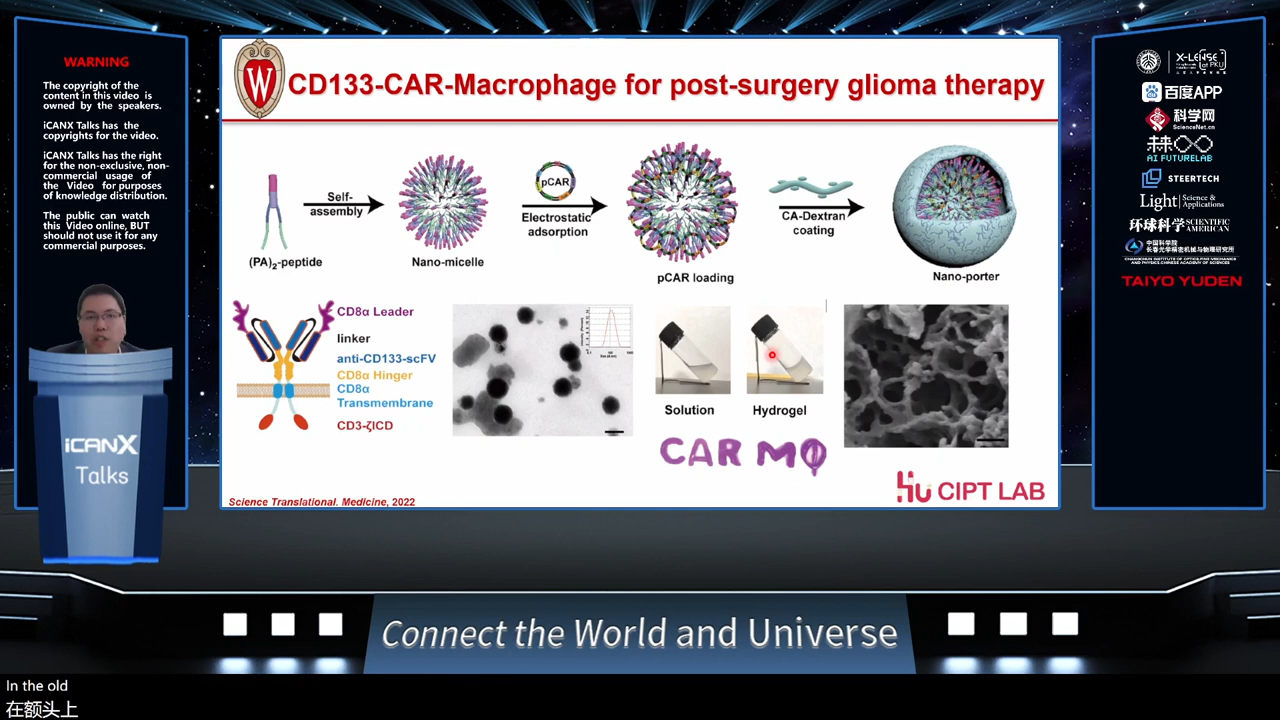 WARNING
The copyright of the
content in this video is
owned by the speakers.
iCANX Talks has the
copyrights for the video.
iCANX Talks has the right
for the non-exclusive, non-
commercial usage of
the Video for purposes
of knowledge distribution.
The public can watch
this Video online, BUT
should not use it for any
commercial purposes.
iCANX
Talks
W
CD133-CAR-Macrophage for post-surgery glioma therapy
Self-
assembly
pCAR
Electrostatic
adsorption
CA-Dextran
coating
(PA)₂-peptide
Nano-micelle
pCAR loading
Nano-porter
CD8α Leader
linker
anti-CD133-scFV
CD8α Hinger
CD8α
Transmembrane
CD3-ζICD
Solution
Hydrogel
CAR MΦ
Science Translational. Medicine, 2022
CIPT LAB
X-LENSE
百度APP
科学网
ScienceNet.cn
未来
AI FUTURELAB
STEERTECH
Light Science & Applications
环球科学 SCIENTIFIC AMERICAN
中国科学院
长春光学精密机械与物理研究所
TAIYO YUDEN
Connect the World and Universe
In the old
在额头上